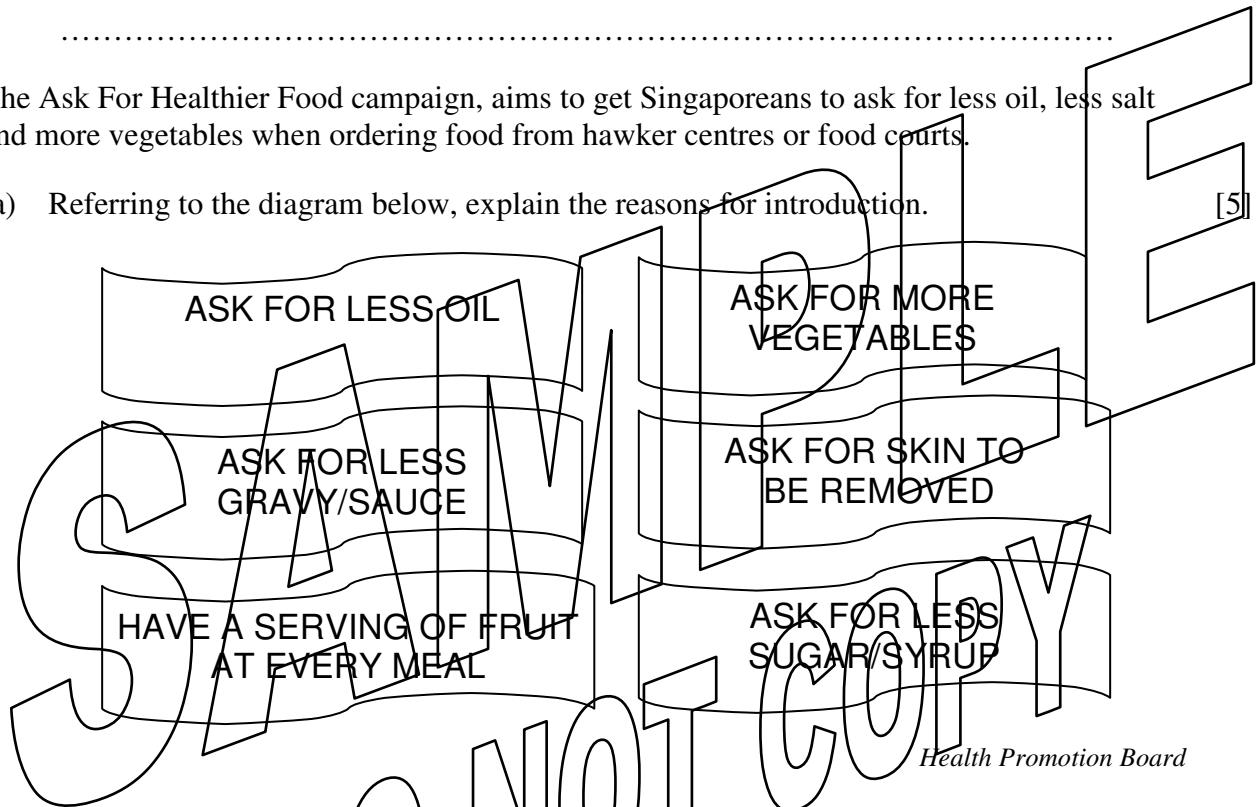 ……………………………………………………………………………………
he Ask For Healthier Food campaign, aims to get Singaporeans to ask for less oil, less salt
nd more vegetables when ordering food from hawker centres or food courts.
a) Referring to the diagram below, explain the reasons for introduction. [5]
ASK FOR LESS OIL
ASK FOR MORE
VEGETABLES
ASK FOR LESS
GRAVY/SAUCE
ASK FOR SKIN TO
BE REMOVED
HAVE A SERVING OF FRUIT
AT EVERY MEAL
ASK FOR LESS
SUGAR/SYRUP
Health Promotion Board
SAMPLE
NOT COPY